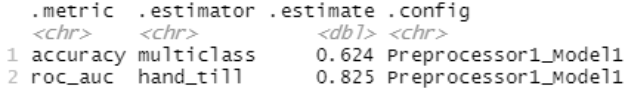 .metric .estimator .estimate .config
<chr> <chr> <dbl> <chr>
1 accuracy multiclass 0.624 Preprocessor1_Model1
2 roc_auc hand_till 0.825 Preprocessor1_Model1